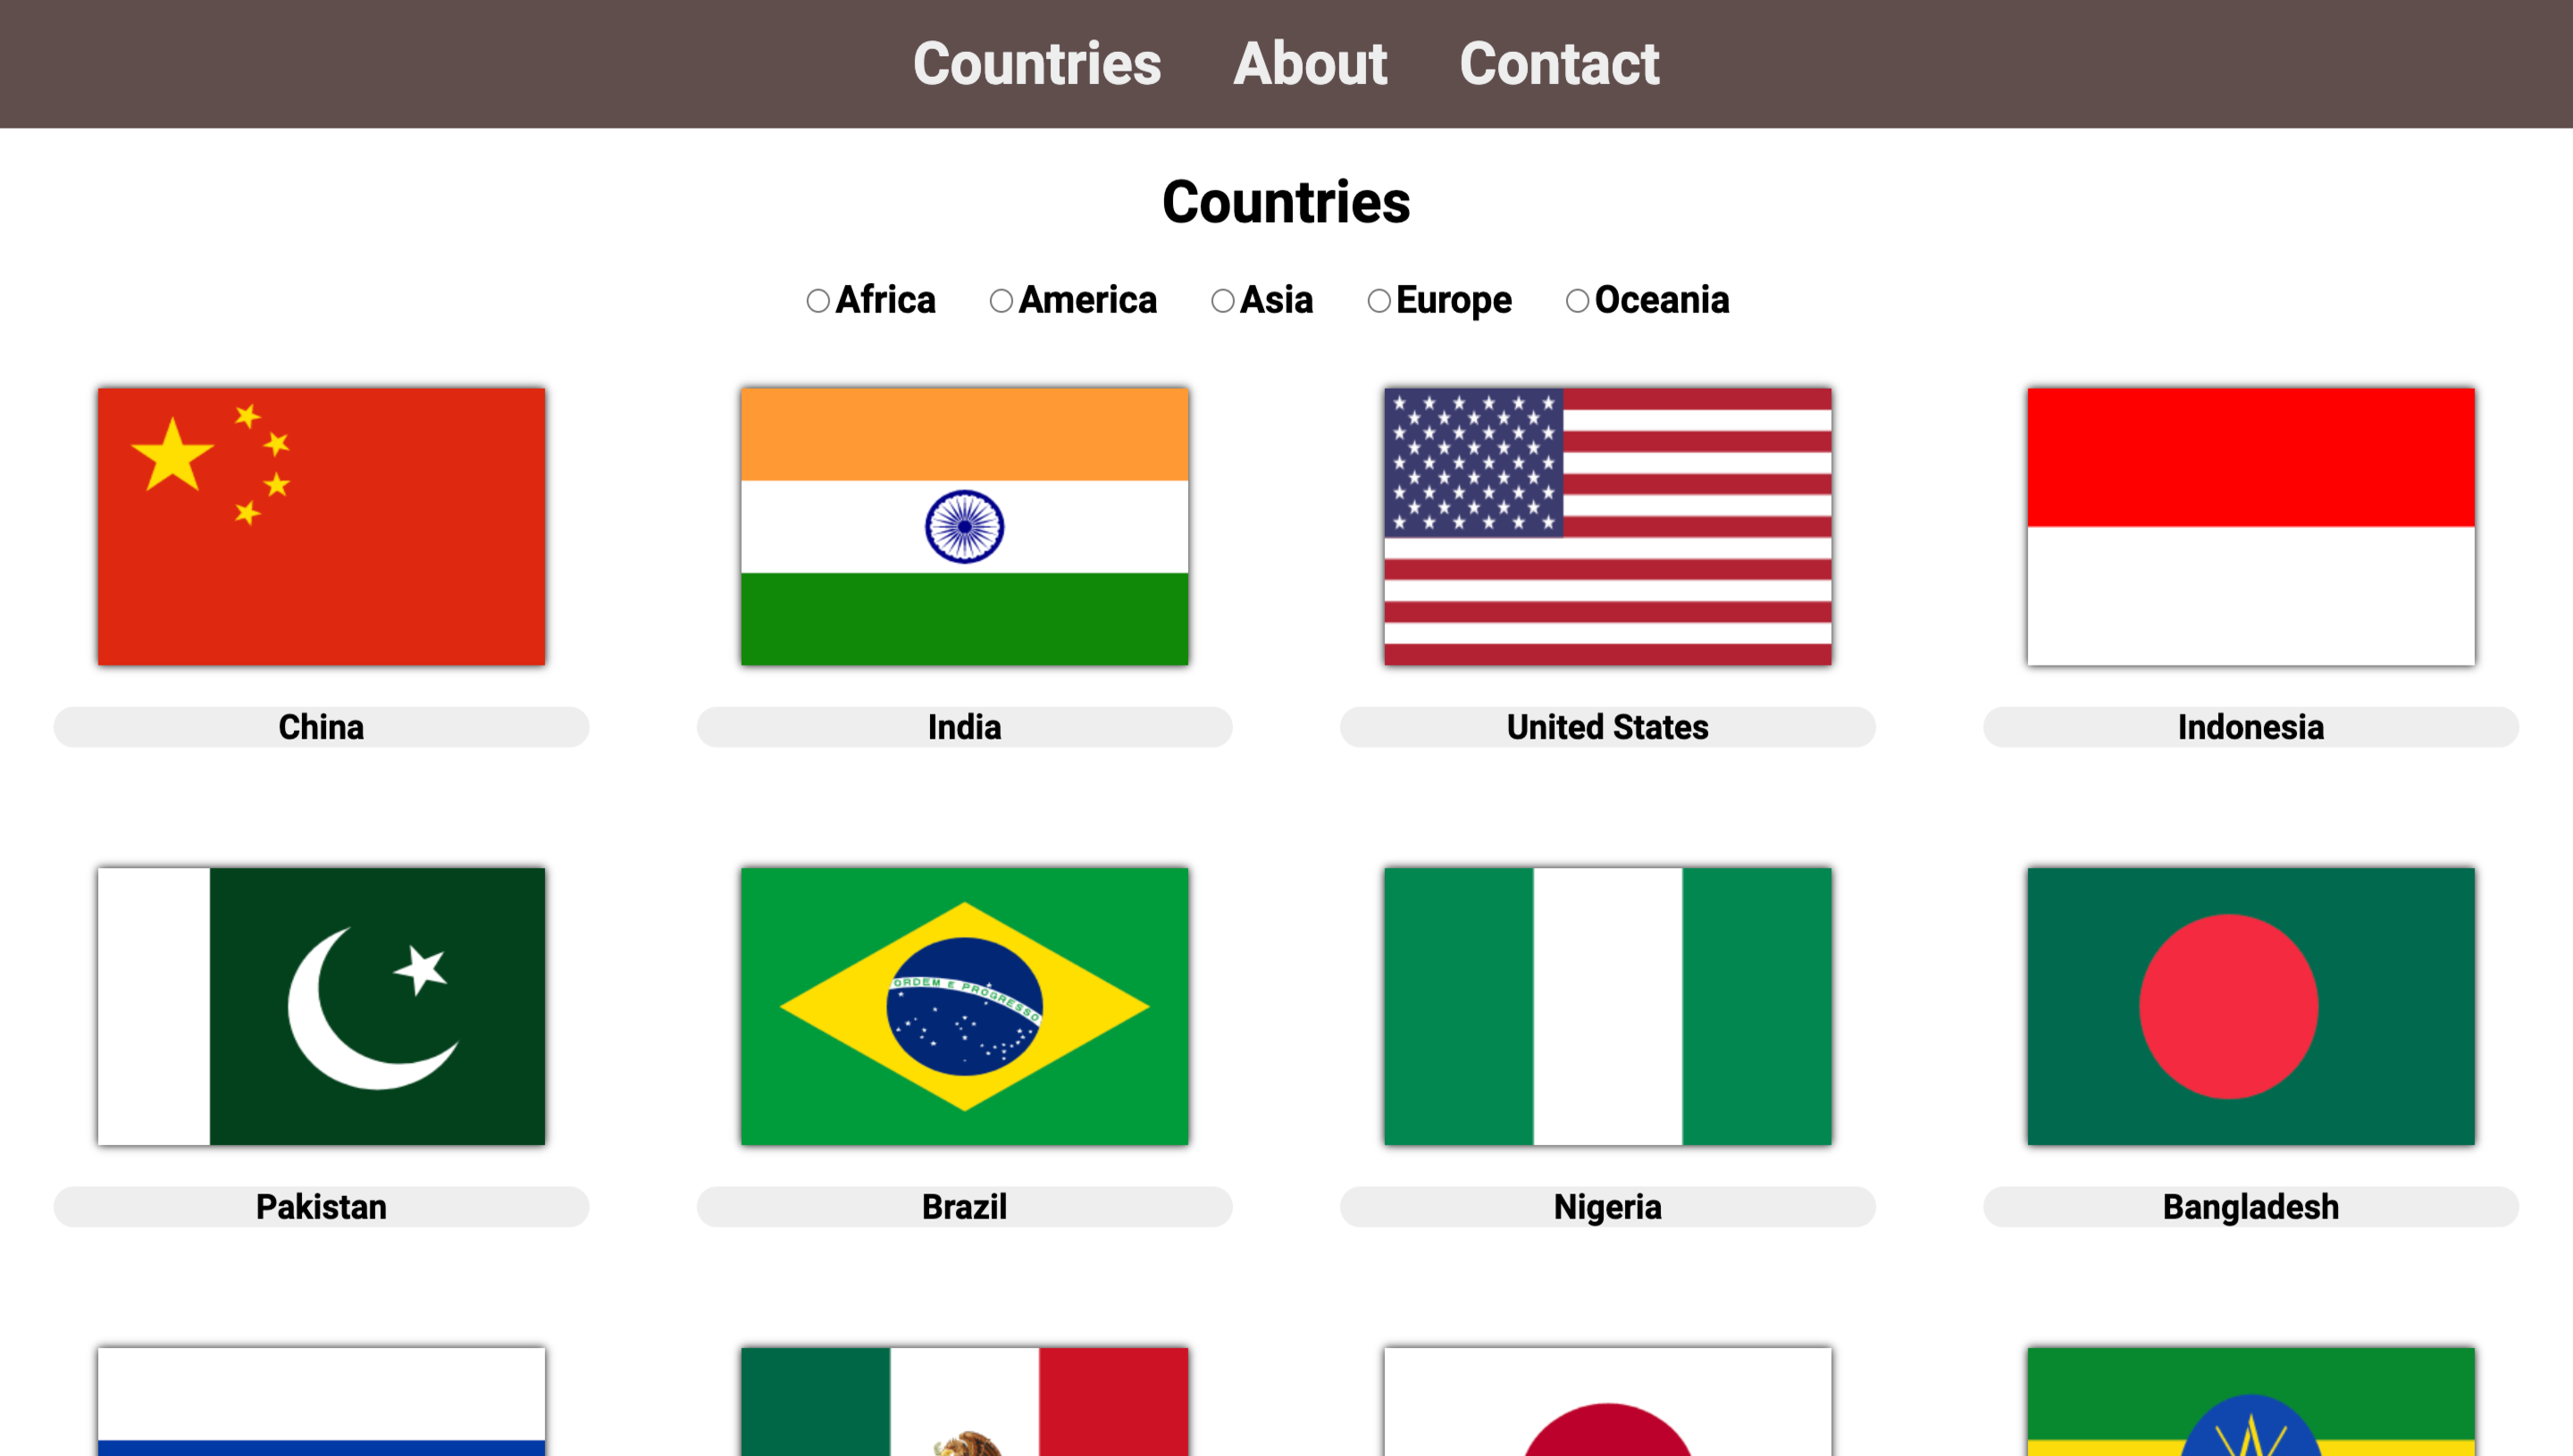 Countries About Contact
Countries
Africa America Asia Europe Oceania
China India United States Indonesia
ORDEM E PROGRESSO
Pakistan Brazil Nigeria Bangladesh